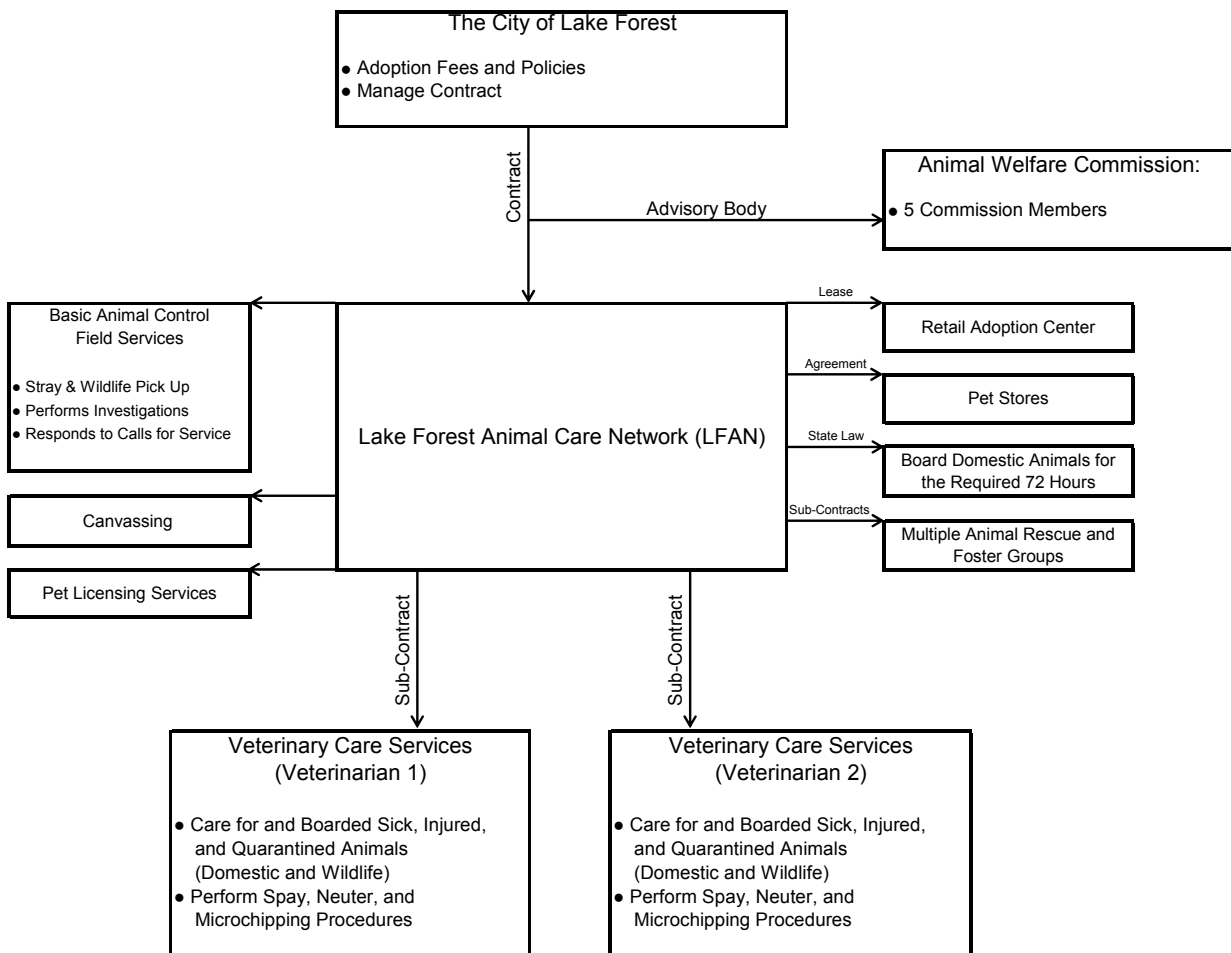 The City of Lake Forest
● Adoption Fees and Policies
● Manage Contract
Contract
Advisory Body
Animal Welfare Commission:
● 5 Commission Members
Basic Animal Control
Field Services
● Stray & Wildlife Pick Up
● Performs Investigations
● Responds to Calls for Service
Canvassing
Pet Licensing Services
Lake Forest Animal Care Network (LFAN)
Lease
Retail Adoption Center
Agreement
Pet Stores
State Law
Board Domestic Animals for
the Required 72 Hours
Sub-Contracts
Multiple Animal Rescue and
Foster Groups
Sub-Contract
Sub-Contract
Veterinary Care Services
(Veterinarian 1)
● Care for and Boarded Sick, Injured,
and Quarantined Animals
(Domestic and Wildlife)
● Perform Spay, Neuter, and
Microchipping Procedures
Veterinary Care Services
(Veterinarian 2)
● Care for and Boarded Sick, Injured,
and Quarantined Animals
(Domestic and Wildlife)
● Perform Spay, Neuter, and
Microchipping Procedures